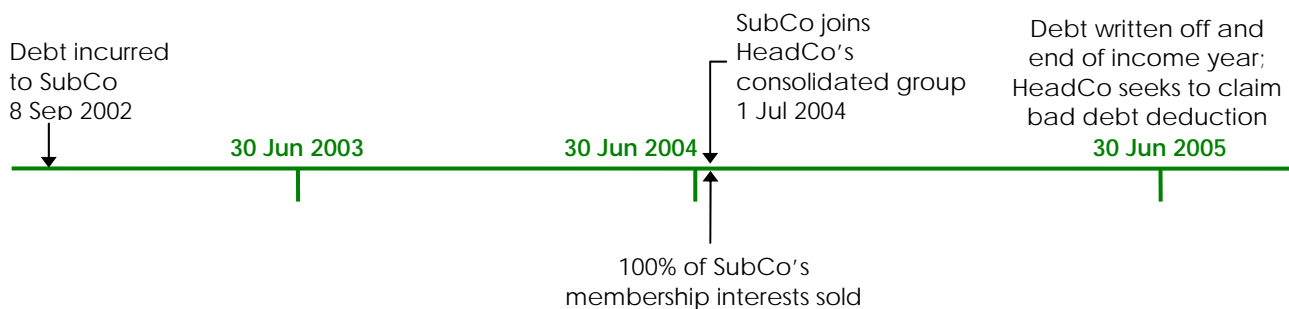 Debt incurred
to SubCo
8 Sep 2002
SubCo joins
HeadCo's
consolidated group
1 Jul 2004
Debt written off and
end of income year;
HeadCo seeks to claim
bad debt deduction
30 Jun 2003
30 Jun 2004
30 Jun 2005
100% of SubCo's
membership interests sold